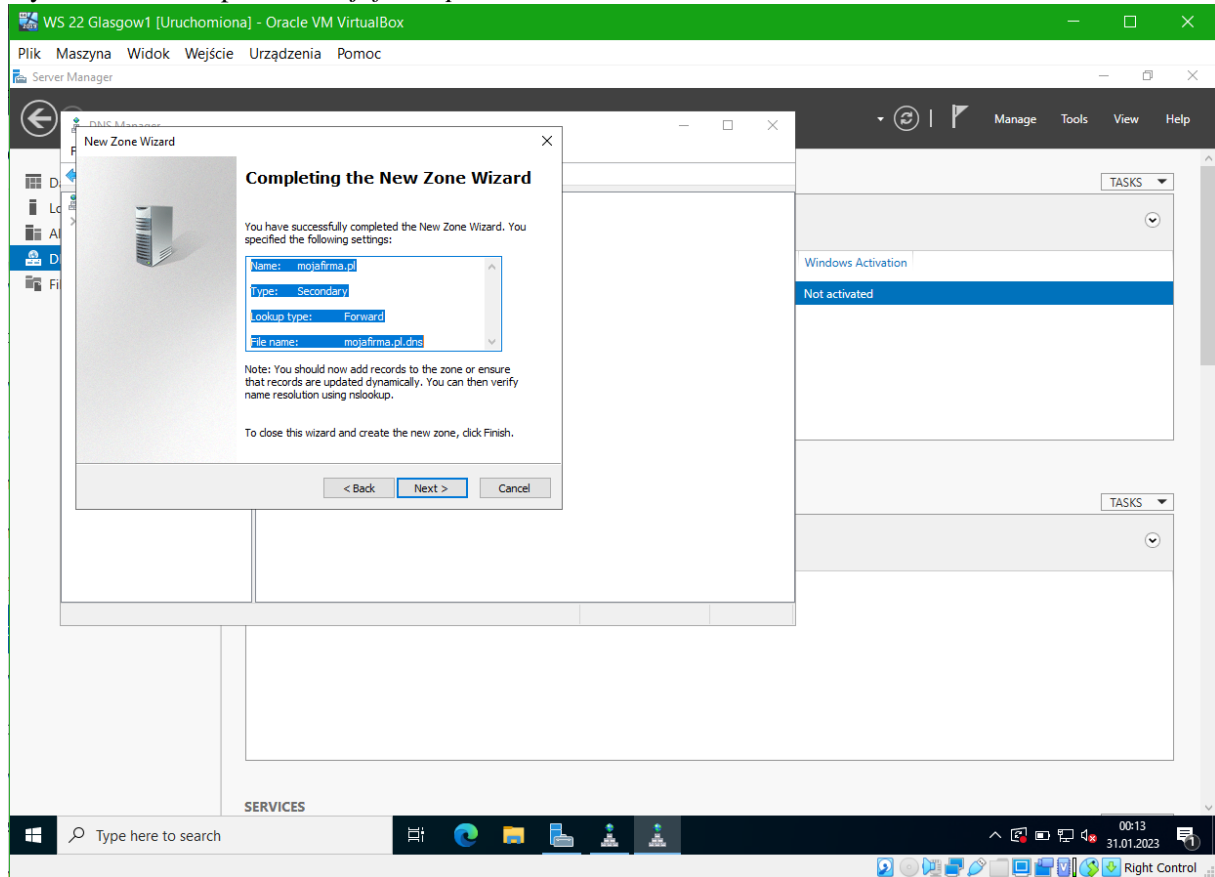 WS 22 Glasgow1 [Uruchomiona] - Oracle VM VirtualBox
Plik Maszyna Widok Wejście Urządzenia Pomoc
Server Manager
Manage Tools View Help
DNS Manager
New Zone Wizard
Completing the New Zone Wizard
You have successfully completed the New Zone Wizard. You
specified the following settings:
Name: mojafirma.pl
Type: Secondary
Lookup type: Forward
File name: mojafirma.pl.dns
Note: You should now add records to the zone or ensure
that records are updated dynamically. You can then verify
name resolution using nslookup.
To close this wizard and create the new zone, click Finish.
< Back Next > Cancel
TASKS
Windows Activation
Not activated
TASKS
SERVICES
Type here to search
00:13
31.01.2023
1
Right Control